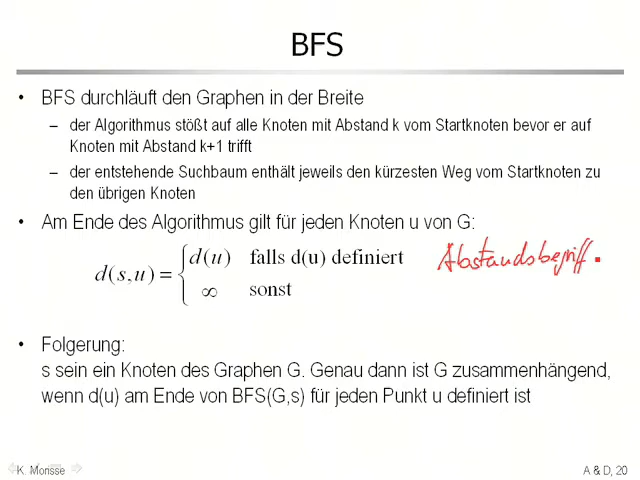 BFS
• BFS durchläuft den Graphen in der Breite
– der Algorithmus stößt auf alle Knoten mit Abstand k vom Startknoten bevor er auf
Knoten mit Abstand k+1 trifft
– der entstehende Suchbaum enthält jeweils den kürzesten Weg vom Startknoten zu
den übrigen Knoten
• Am Ende des Algorithmus gilt für jeden Knoten u von G:
d(s,u) = { d(u) falls d(u) definiert
∞ sonst
Abstandsbegriff.
• Folgerung:
s sein ein Knoten des Graphen G. Genau dann ist G zusammenhängend,
wenn d(u) am Ende von BFS(G,s) für jeden Punkt u definiert ist
K. Morisse
A & D, 20